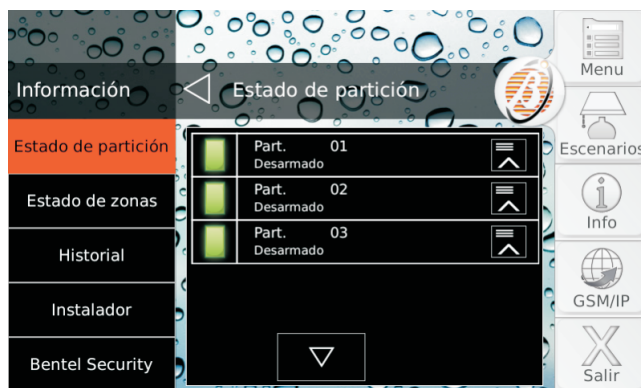 Información
Estado de partición
Estado de partición
Estado de zonas
Historial
Instalador
Bentel Security
Part. 01
Desarmado
Part. 02
Desarmado
Part. 03
Desarmado
Menu
Escenarios
Info
GSM/IP
Salir